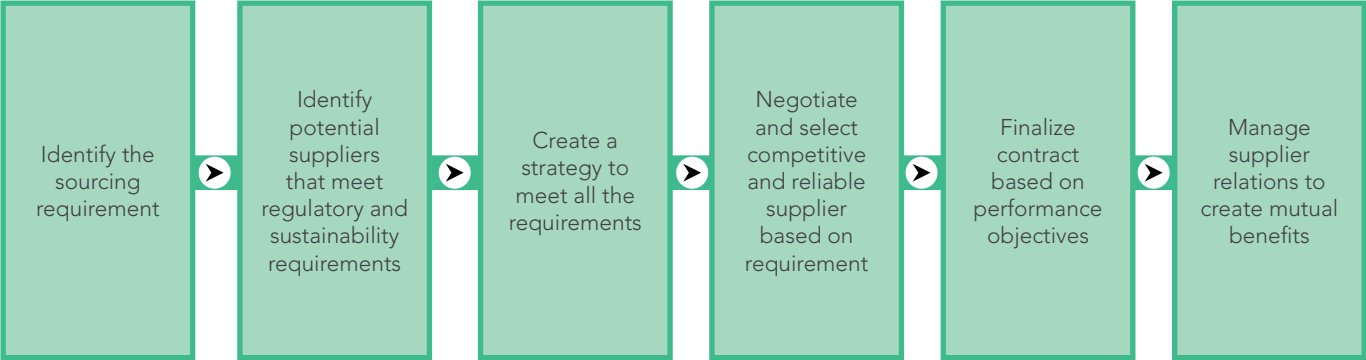 Identify the
sourcing
requirement
Identify
potential
suppliers
that meet
regulatory and
sustainability
requirements
Create a
strategy to
meet all the
requirements
Negotiate
and select
competitive
and reliable
supplier
based on
requirement
Finalize
contract
based on
performance
objectives
Manage
supplier
relations to
create mutual
benefits